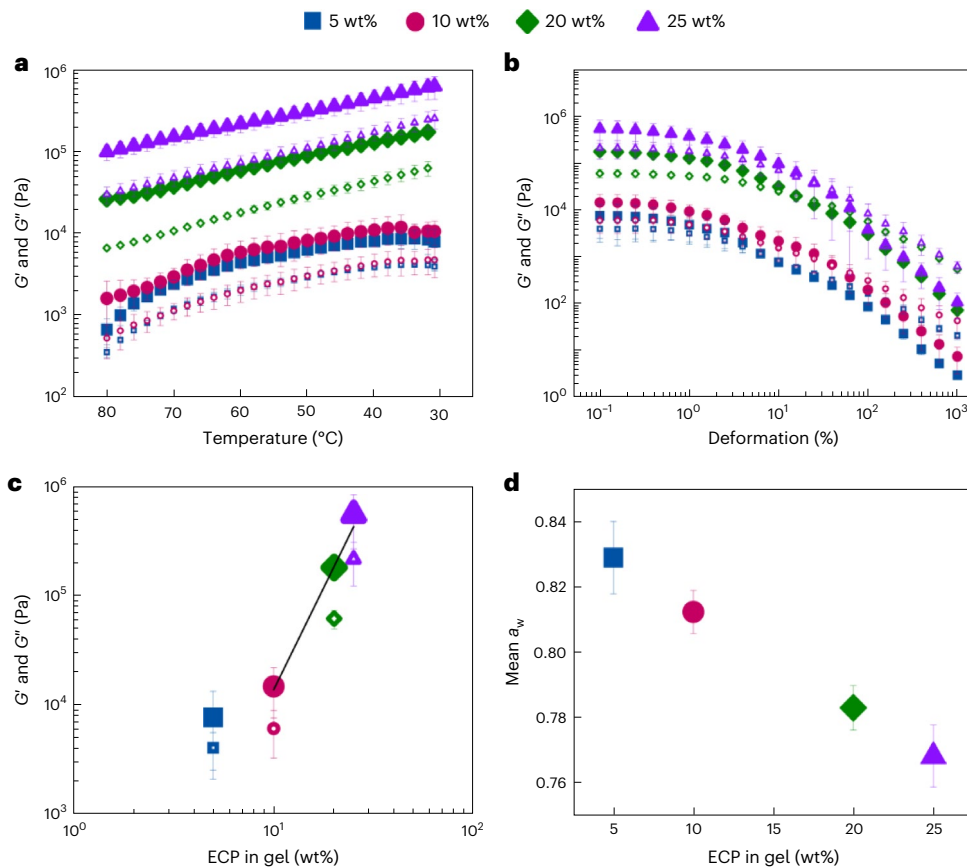 5 wt% 10 wt% 20 wt% 25 wt%
a
10⁶
10⁵
10⁴
10³
10²
G′ and G″ (Pa)
80 70 60 50 40 30
Temperature (°C)
b
10⁶
10⁴
10²
10⁰
G′ and G″ (Pa)
10⁻¹ 10⁰ 10¹ 10² 10³
Deformation (%)
c
10⁶
10⁵
10⁴
10³
G′ and G″ (Pa)
10⁰ 10¹ 10²
ECP in gel (wt%)
d
0.84
0.82
0.80
0.78
0.76
Mean a_w
5 10 15 20 25
ECP in gel (wt%)